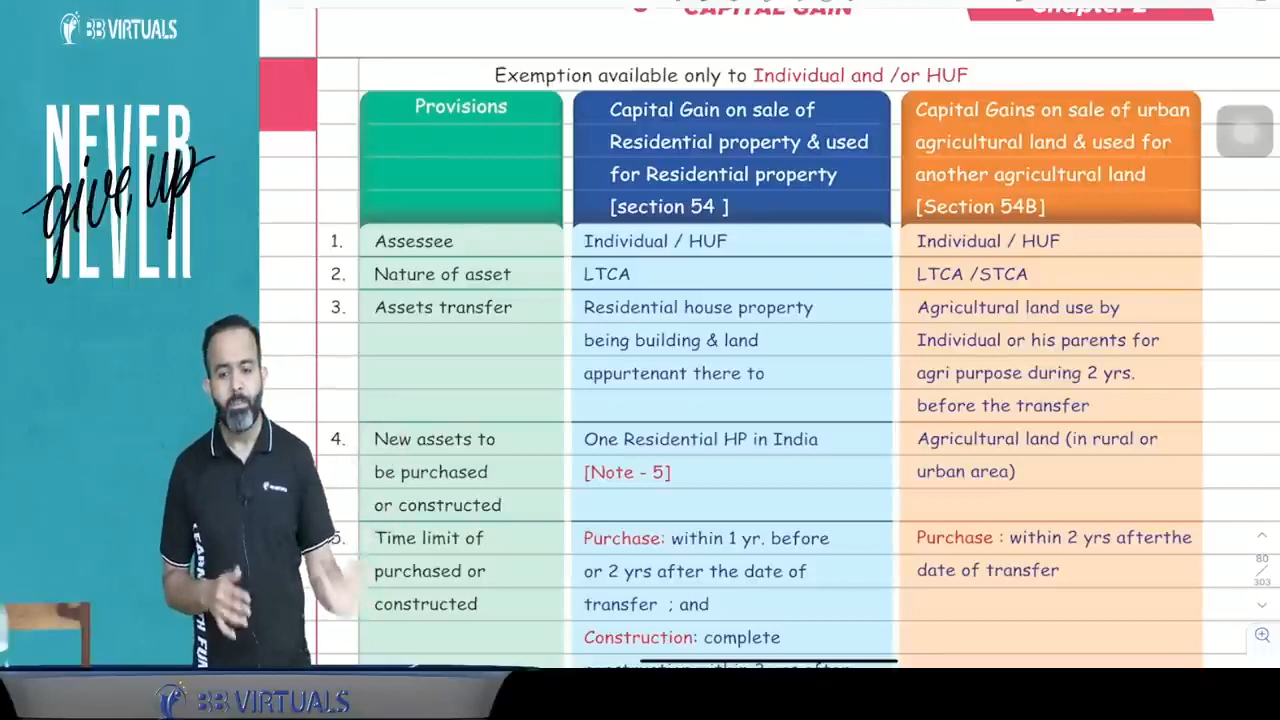 BB VIRTUALS
NEVER
give up
NEVER
CAPITAL GAIN
Chapter 2
Exemption available only to Individual and /or HUF
Provisions
Capital Gain on sale of
Residential property & used
for Residential property
[section 54 ]
Capital Gains on sale of urban
agricultural land & used for
another agricultural land
[Section 54B]
1. Assessee
Individual / HUF
Individual / HUF
2. Nature of asset
LTCA
LTCA /STCA
3. Assets transfer
Residential house property
being building & land
appurtenant there to
Agricultural land use by
Individual or his parents for
agri purpose during 2 yrs.
before the transfer
4. New assets to
be purchased
or constructed
One Residential HP in India
[Note - 5]
Agricultural land (in rural or
urban area)
5. Time limit of
purchased or
constructed
Purchase: within 1 yr. before
or 2 yrs after the date of
transfer ; and
Construction: complete
Purchase : within 2 yrs afterthe
date of transfer
80
303
BB VIRTUALS